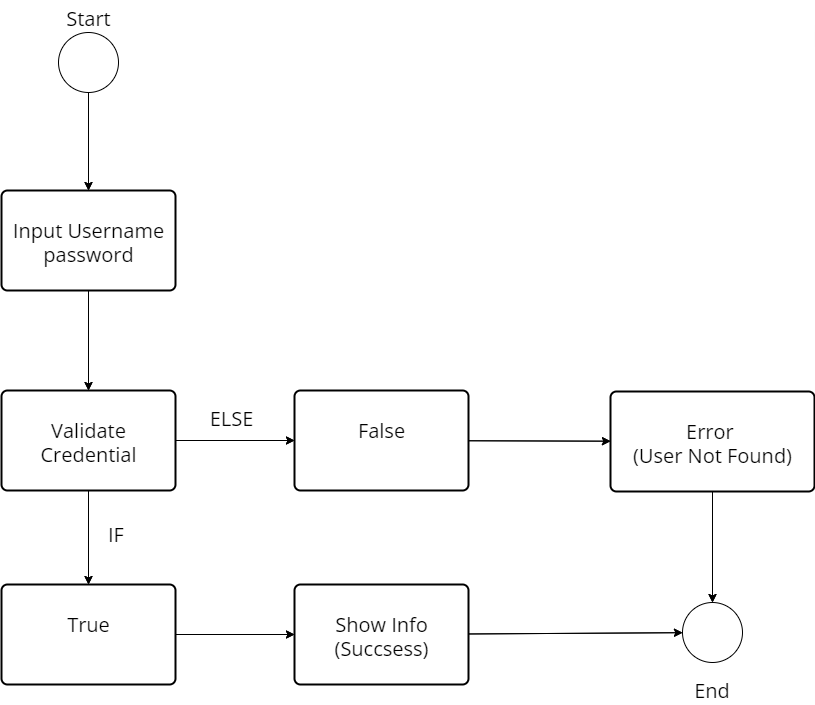 Start
Input Username
password
Validate
Credential
ELSE
False
Error
(User Not Found)
IF
True
Show Info
(Succsess)
End